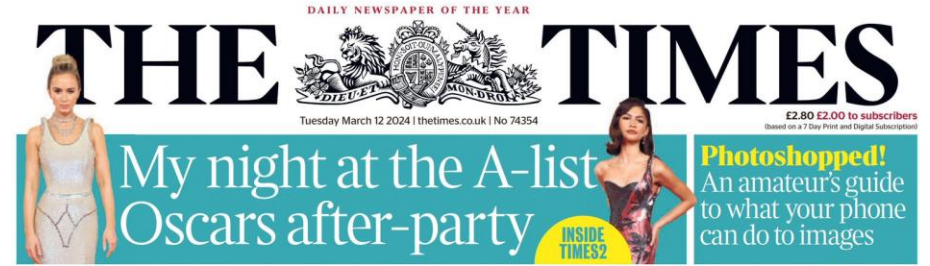 DAILY NEWSPAPER OF THE YEAR
THE TIMES
DIEU·ET·MON·DROIT
Tuesday March 12 2024 | thetimes.co.uk | No 74354
£2.80 £2.00 to subscribers
(based on a 7 Day Print and Digital Subscription)
My night at the A-list
Oscars after-party
INSIDE
TIMES2
Photoshopped!
An amateur's guide
to what your phone
can do to images